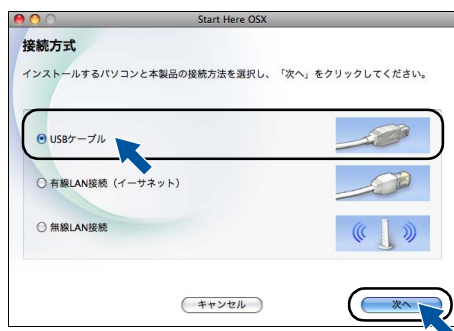 Start Here OSX
接続方式
インストールするパソコンと本製品の接続方法を選択し、「次へ」をクリックしてください。
USBケーブル
有線LAN接続（イーサネット）
無線LAN接続
キャンセル
次へ